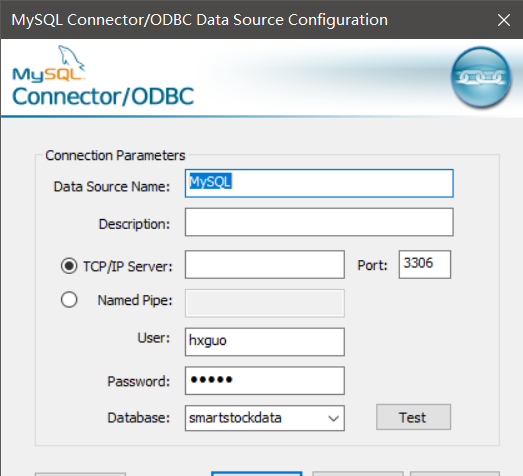 MySQL Connector/ODBC Data Source Configuration
MySQL
Connector/ODBC
Connection Parameters
Data Source Name: MySQL
Description:
TCP/IP Server: Port: 3306
Named Pipe:
User: hxguo
Password: •••••
Database: smartstockdata Test